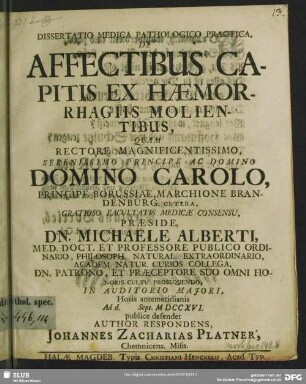 DISSERTATIO MEDICA PATHOLOGICO PRACTICA,
DE
AFFECTIBUS CA-
PITIS EX HÆMOR-
RHAGIIS MOLIEN-
TIBUS,
QUAM
RECTORE MAGNIFICENTISSIMO,
SERENISSIMO PRINCIPE AC DOMINO
DOMINO CAROLO,
PRINCIPE BORUSSIAE, MARCHIONE BRAN-
DENBURG. CETERA,
GRATIOSO FACULTATIS MEDICÆ CONSENSU,
PRÆSIDE,
DN. MICHAELE ALBERTI,
MED. DOCT. ET PROFESSORE PUBLICO ORDI-
NARIO, PHILOSOPH. NATURAL. EXTRAORDINARIO,
ACADEM. NATUR. CURIOS. COLLEGA,
DN. PATRONO, ET PRÆCEPTORE SUO OMNI HO-
NORIS CULTU PROSEQUENDO,
IN AUDITORIO MAJORI,
Horis antemeridianis
Ad d. Sept. MDCCXVI.
publice defendet
AUTHOR RESPONDENS,
JOHANNES ZACHARIAS PLATNER,
Chemnicens. Misn.
HALÆ MAGDEB. Typis CHRISTIANI HENCKELII, Acad. Typ.